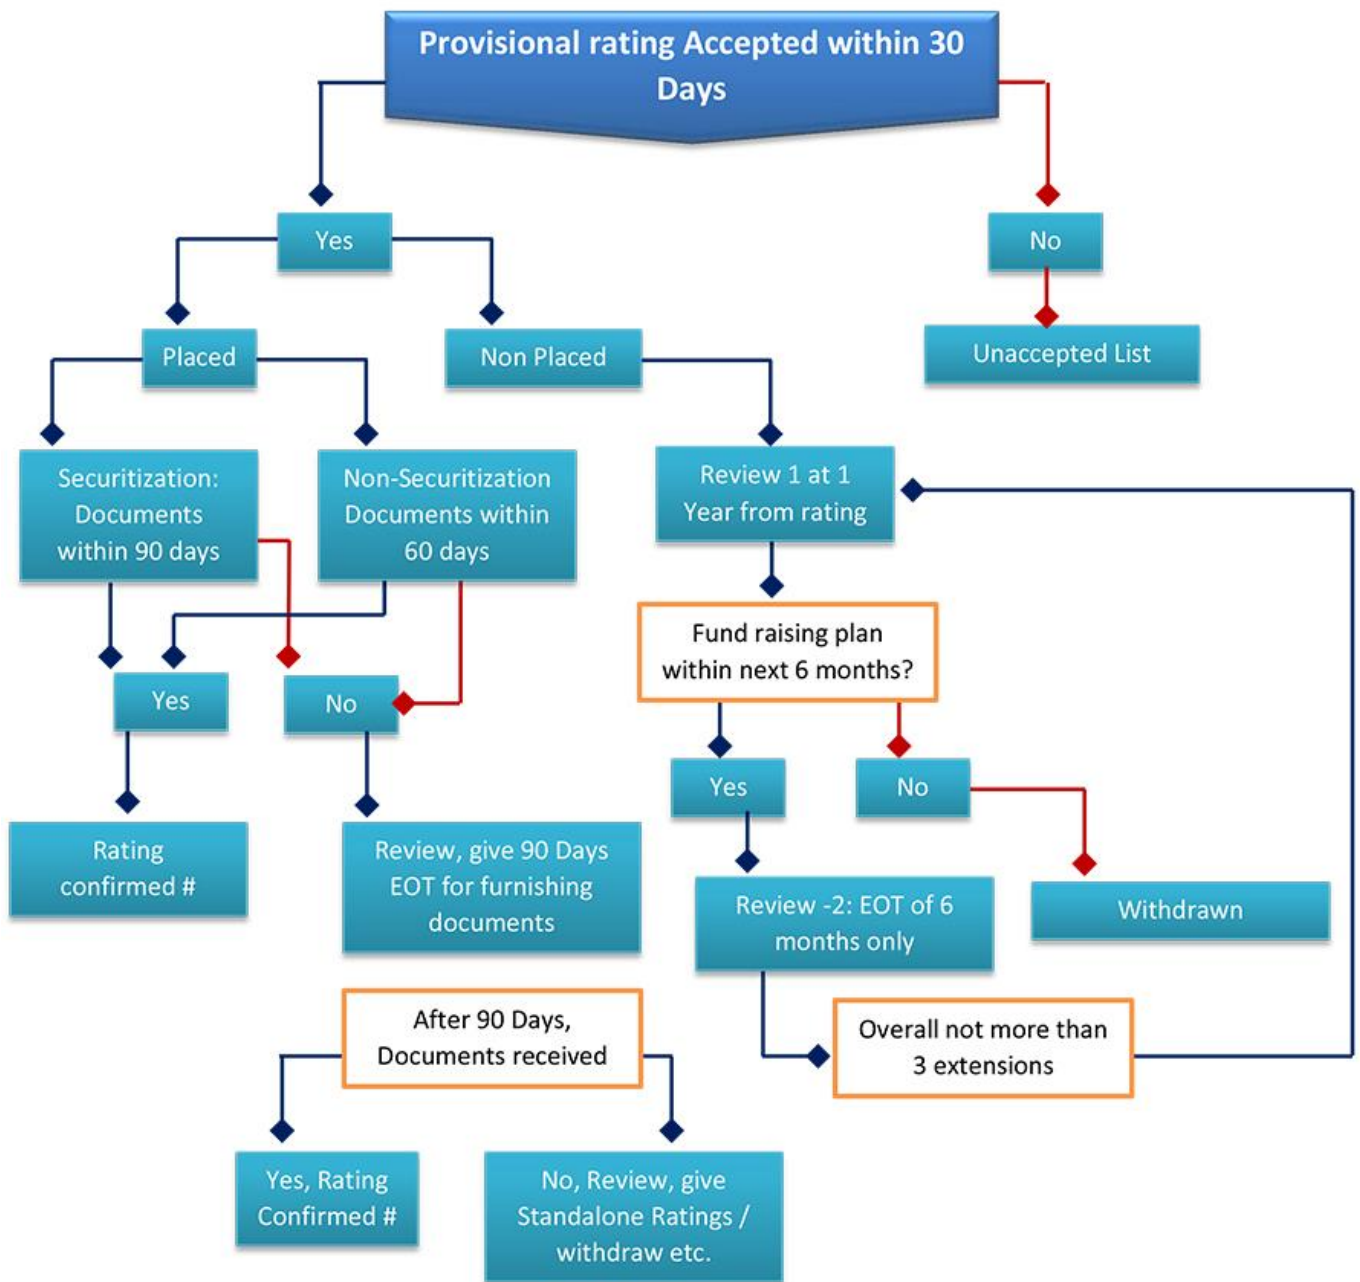 Provisional rating Accepted within 30
Days
Yes
No
Placed
Non Placed
Unaccepted List
Securitization:
Documents
within 90 days
Non-Securitization
Documents within
60 days
Review 1 at 1
Year from rating
Fund raising plan
within next 6 months?
Yes
No
Yes
No
Rating
confirmed #
Review, give 90 Days
EOT for furnishing
documents
Review -2: EOT of 6
months only
Withdrawn
After 90 Days,
Documents received
Overall not more than
3 extensions
Yes, Rating
Confirmed #
No, Review, give
Standalone Ratings /
withdraw etc.